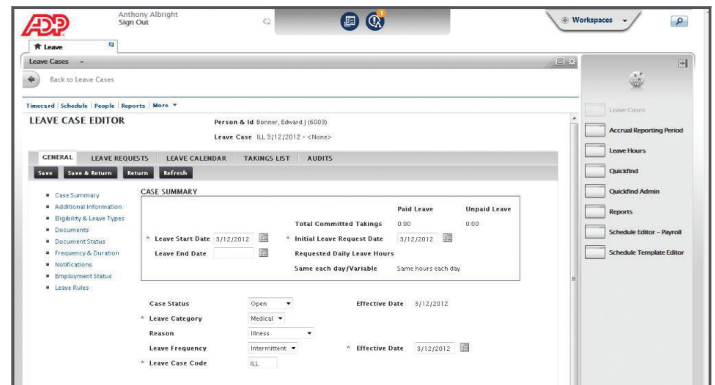 ADP
Anthony Albright
Sign Out
1
Workspaces
Leave
Leave Cases
Back to Leave Cases
Timecard | Schedule | People | Reports | More
LEAVE CASE EDITOR
Person & Id Bonner, Edward J (6003)
Leave Case ILL 3/12/2012 - <None>
GENERAL LEAVE REQUESTS LEAVE CALENDAR TAKINGS LIST AUDITS
Save Save & Return Return Refresh
Case Summary
Additional Information
Eligibility & Leave Types
Documents
Document Status
Frequency & Duration
Notifications
Employment Status
Leave Rules
CASE SUMMARY
Paid Leave Unpaid Leave
Total Committed Takings 0:00 0:00
* Leave Start Date 3/12/2012 * Initial Leave Request Date 3/12/2012
Leave End Date Requested Daily Leave Hours
Same each day/Variable Same hours each day
Case Status Open Effective Date 3/12/2012
* Leave Category Medical
Reason Illness
Leave Frequency Intermittent * Effective Date 3/12/2012
* Leave Case Code ILL
Leave Cases
Accrual Reporting Period
Leave Hours
Quickfind
Quickfind Admin
Reports
Schedule Editor - Payroll
Schedule Template Editor